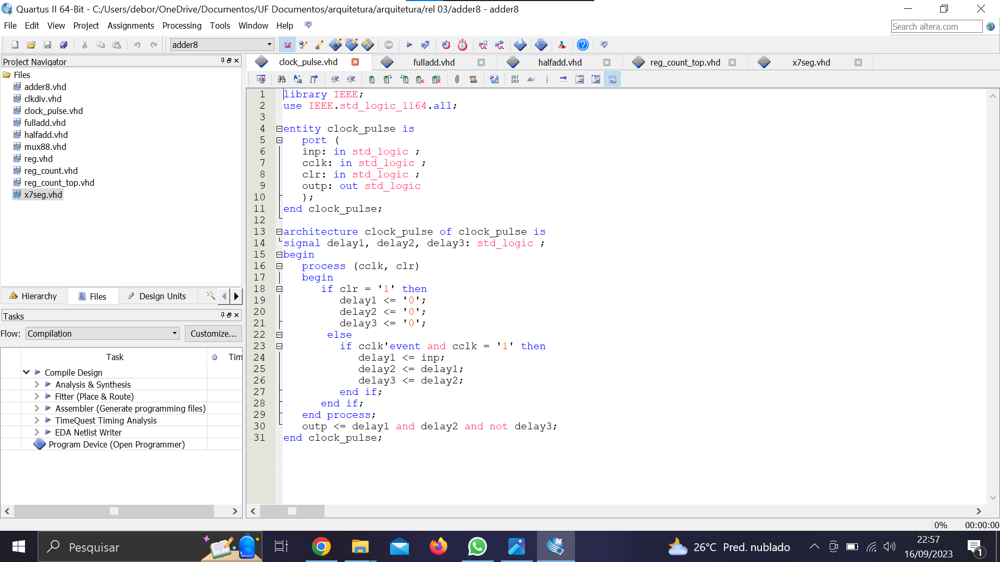 Quartus II 64-Bit - C:/Users/debor/OneDrive/Documentos/UF Documentos/arquitetura/arquitetura/rel 03/adder8 - adder8
File Edit View Project Assignments Processing Tools Window Help
Search altera.com
adder8
STOP
Project Navigator
Files
adder8.vhd
clkdiv.vhd
clock_pulse.vhd
fulladd.vhd
halfadd.vhd
mux88.vhd
reg.vhd
reg_count.vhd
reg_count_top.vhd
x7seg.vhd
Hierarchy Files Design Units
Tasks
Flow: Compilation Customize...
Task Tim
Compile Design
Analysis & Synthesis
Fitter (Place & Route)
Assembler (Generate programming files)
TimeQuest Timing Analysis
EDA Netlist Writer
Program Device (Open Programmer)
clock_pulse.vhd fulladd.vhd halfadd.vhd reg_count_top.vhd x7seg.vhd
267 268 ab/
1 library IEEE;
2 use IEEE.std_logic_1164.all;
3
4 entity clock_pulse is
5 port (
6 inp: in std_logic ;
7 cclk: in std_logic ;
8 clr: in std_logic ;
9 outp: out std_logic
10 );
11 end clock_pulse;
12
13 architecture clock_pulse of clock_pulse is
14 signal delay1, delay2, delay3: std_logic ;
15 begin
16 process (cclk, clr)
17 begin
18 if clr = '1' then
19 delay1 <= '0';
20 delay2 <= '0';
21 delay3 <= '0';
22 else
23 if cclk'event and cclk = '1' then
24 delay1 <= inp;
25 delay2 <= delay1;
26 delay3 <= delay2;
27 end if;
28 end if;
29 end process;
30 outp <= delay1 and delay2 and not delay3;
31 end clock_pulse;
0% 00:00:00
Pesquisar
26°C Pred. nublado
22:57
16/09/2023
1